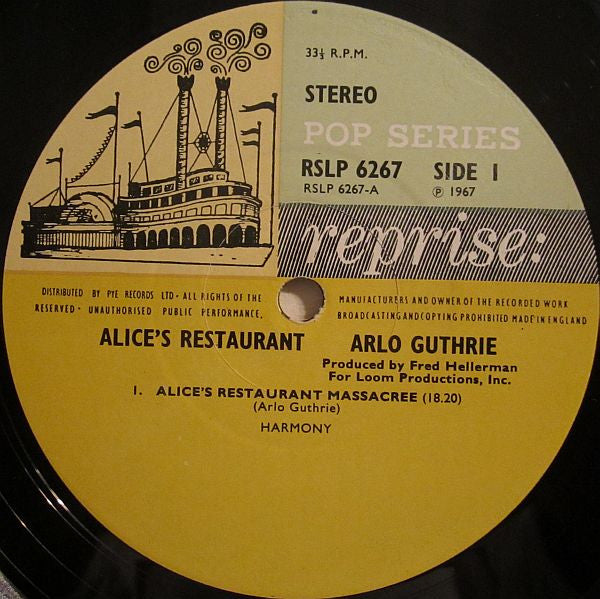 33⅓ R.P.M.
STEREO
POP SERIES
RSLP 6267 SIDE 1
RSLP 6267-A ℗ 1967
reprise:
DISTRIBUTED BY PYE RECORDS LTD · ALL RIGHTS OF THE MANUFACTURERS AND OWNER OF THE RECORDED WORK
RESERVED · UNAUTHORISED PUBLIC PERFORMANCE. BROADCASTING AND COPYING PROHIBITED MADE IN ENGLAND
ALICE'S RESTAURANT ARLO GUTHRIE
Produced by Fred Hellerman
For Loom Productions, Inc.
1. ALICE'S RESTAURANT MASSACREE (18.20)
(Arlo Guthrie)
HARMONY